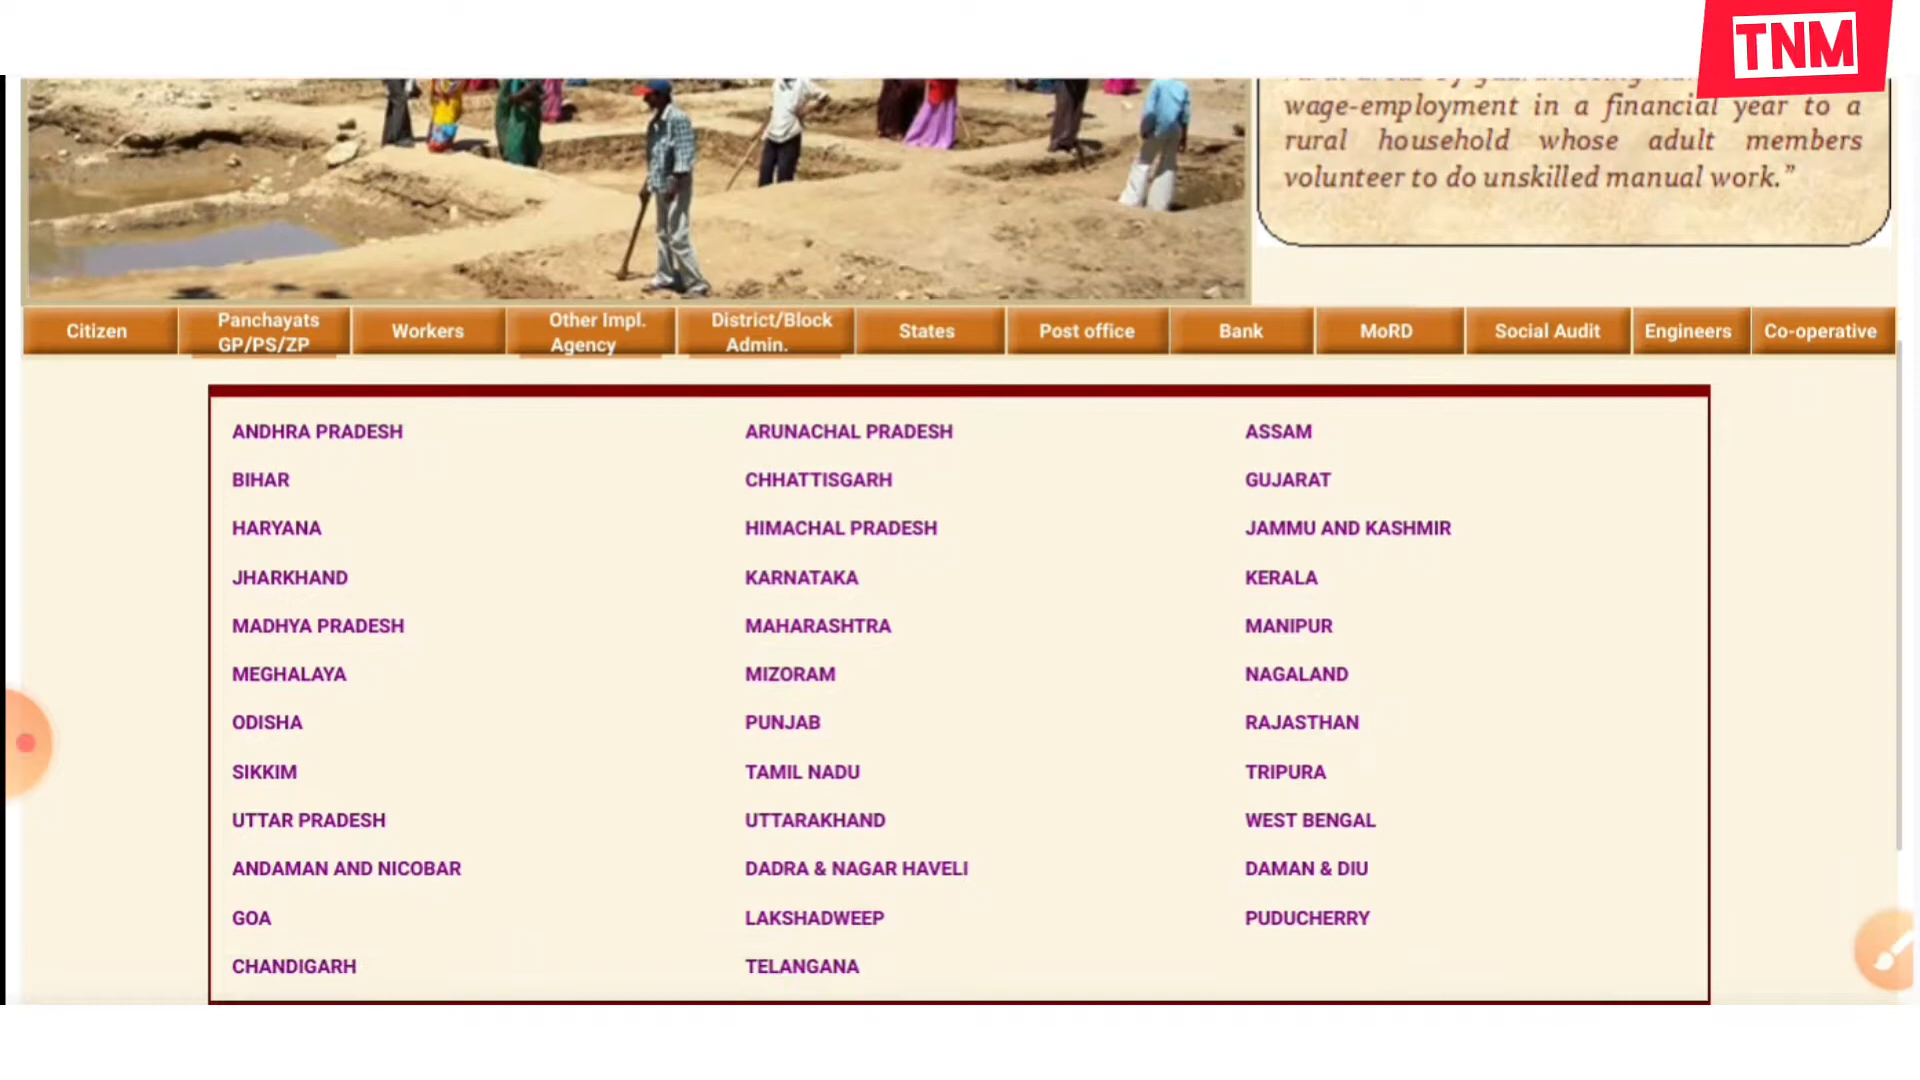 TNM
wage-employment in a financial year to a
rural household whose adult members
volunteer to do unskilled manual work.”
Citizen
Panchayats
GP/PS/ZP
Workers
Other Impl.
Agency
District/Block
Admin.
States
Post office
Bank
MoRD
Social Audit
Engineers
Co-operative
ANDHRA PRADESH
ARUNACHAL PRADESH
ASSAM
BIHAR
CHHATTISGARH
GUJARAT
HARYANA
HIMACHAL PRADESH
JAMMU AND KASHMIR
JHARKHAND
KARNATAKA
KERALA
MADHYA PRADESH
MAHARASHTRA
MANIPUR
MEGHALAYA
MIZORAM
NAGALAND
ODISHA
PUNJAB
RAJASTHAN
SIKKIM
TAMIL NADU
TRIPURA
UTTAR PRADESH
UTTARAKHAND
WEST BENGAL
ANDAMAN AND NICOBAR
DADRA & NAGAR HAVELI
DAMAN & DIU
GOA
LAKSHADWEEP
PUDUCHERRY
CHANDIGARH
TELANGANA